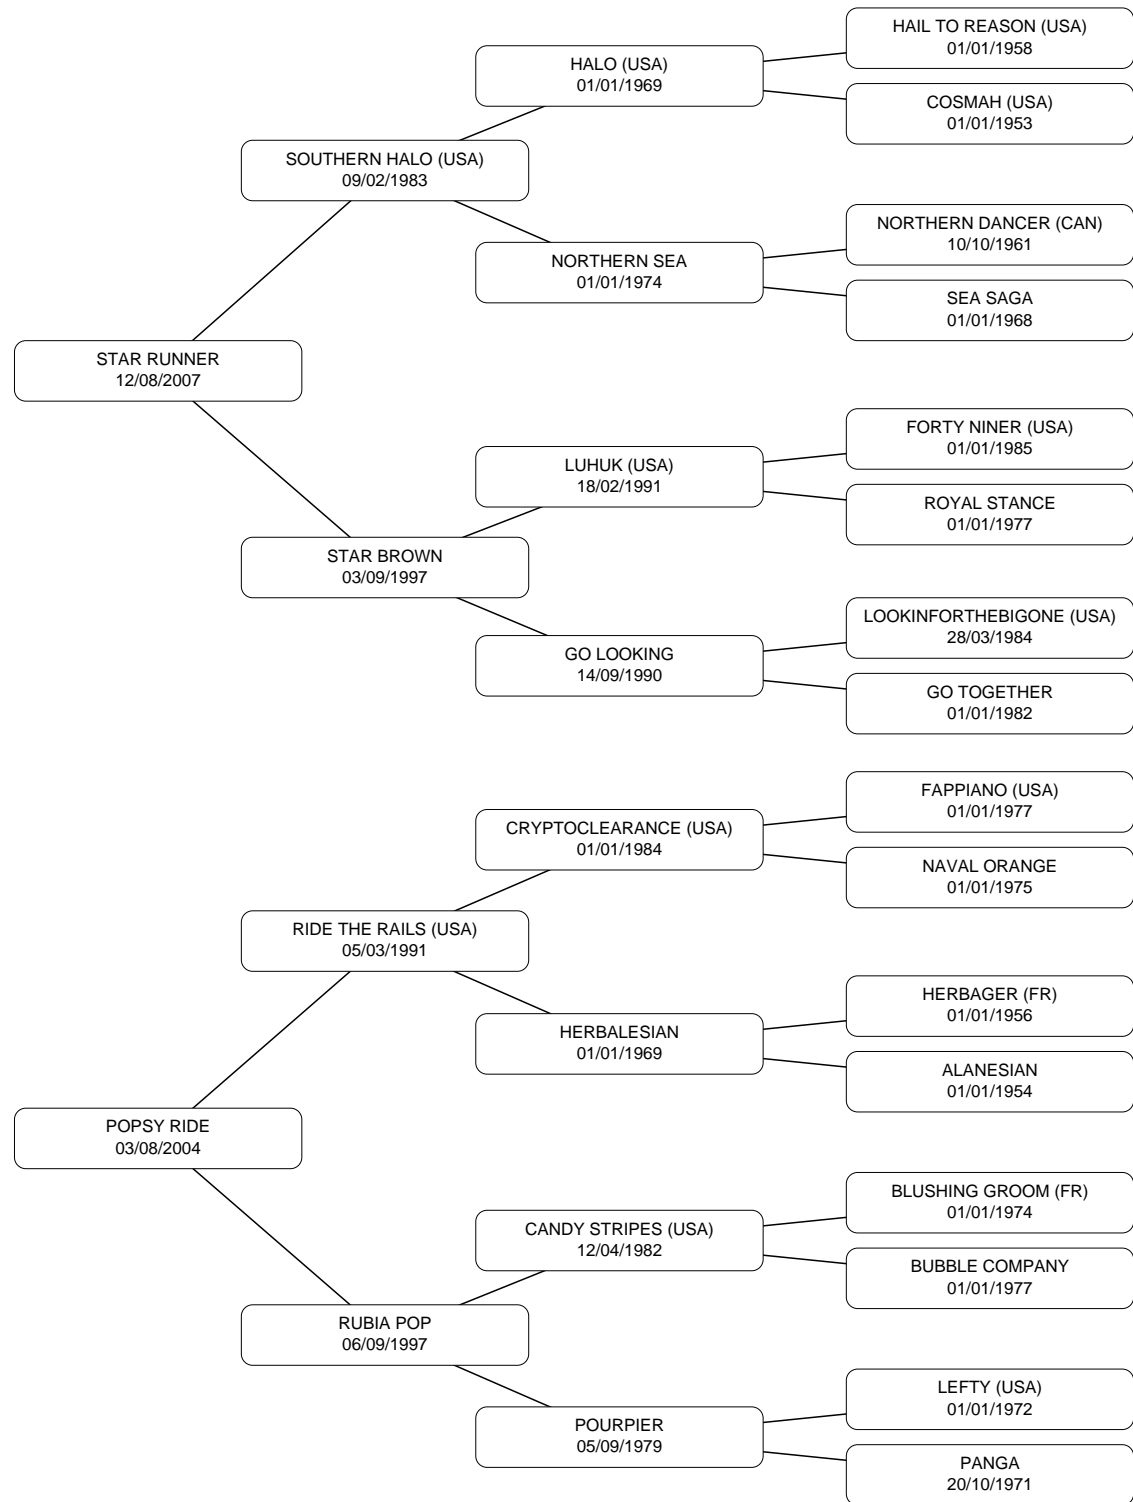 HAIL TO REASON (USA)
01/01/1958
HALO (USA)
01/01/1969
COSMAH (USA)
01/01/1953
SOUTHERN HALO (USA)
09/02/1983
NORTHERN DANCER (CAN)
10/10/1961
NORTHERN SEA
01/01/1974
SEA SAGA
01/01/1968
STAR RUNNER
12/08/2007
FORTY NINER (USA)
01/01/1985
LUHUK (USA)
18/02/1991
ROYAL STANCE
01/01/1977
STAR BROWN
03/09/1997
LOOKINFORTHEBIGONE (USA)
28/03/1984
GO LOOKING
14/09/1990
GO TOGETHER
01/01/1982
FAPPIANO (USA)
01/01/1977
CRYPTOCLEARANCE (USA)
01/01/1984
NAVAL ORANGE
01/01/1975
RIDE THE RAILS (USA)
05/03/1991
HERBAGER (FR)
01/01/1956
HERBALESIAN
01/01/1969
ALANESIAN
01/01/1954
POPSY RIDE
03/08/2004
BLUSHING GROOM (FR)
01/01/1974
CANDY STRIPES (USA)
12/04/1982
BUBBLE COMPANY
01/01/1977
RUBIA POP
06/09/1997
LEFTY (USA)
01/01/1972
POURPIER
05/09/1979
PANGA
20/10/1971